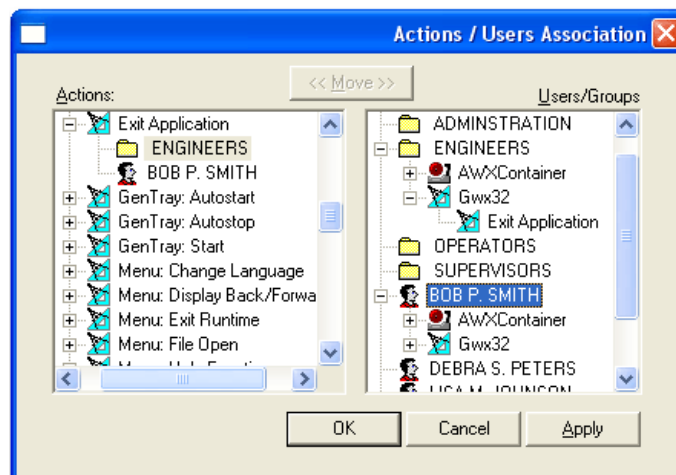 Actions / Users Association
<< Move >>
Actions:
Users/Groups
Exit Application
ENGINEERS
BOB P. SMITH
GenTray: Autostart
GenTray: Autostop
GenTray: Start
Menu: Change Language
Menu: Display Back/Forwa
Menu: Exit Runtime
Menu: File Open
ADMINSTRATION
ENGINEERS
AWXContainer
Gwx32
Exit Application
OPERATORS
SUPERVISORS
BOB P. SMITH
AWXContainer
Gwx32
DEBRA S. PETERS
OK
Cancel
Apply